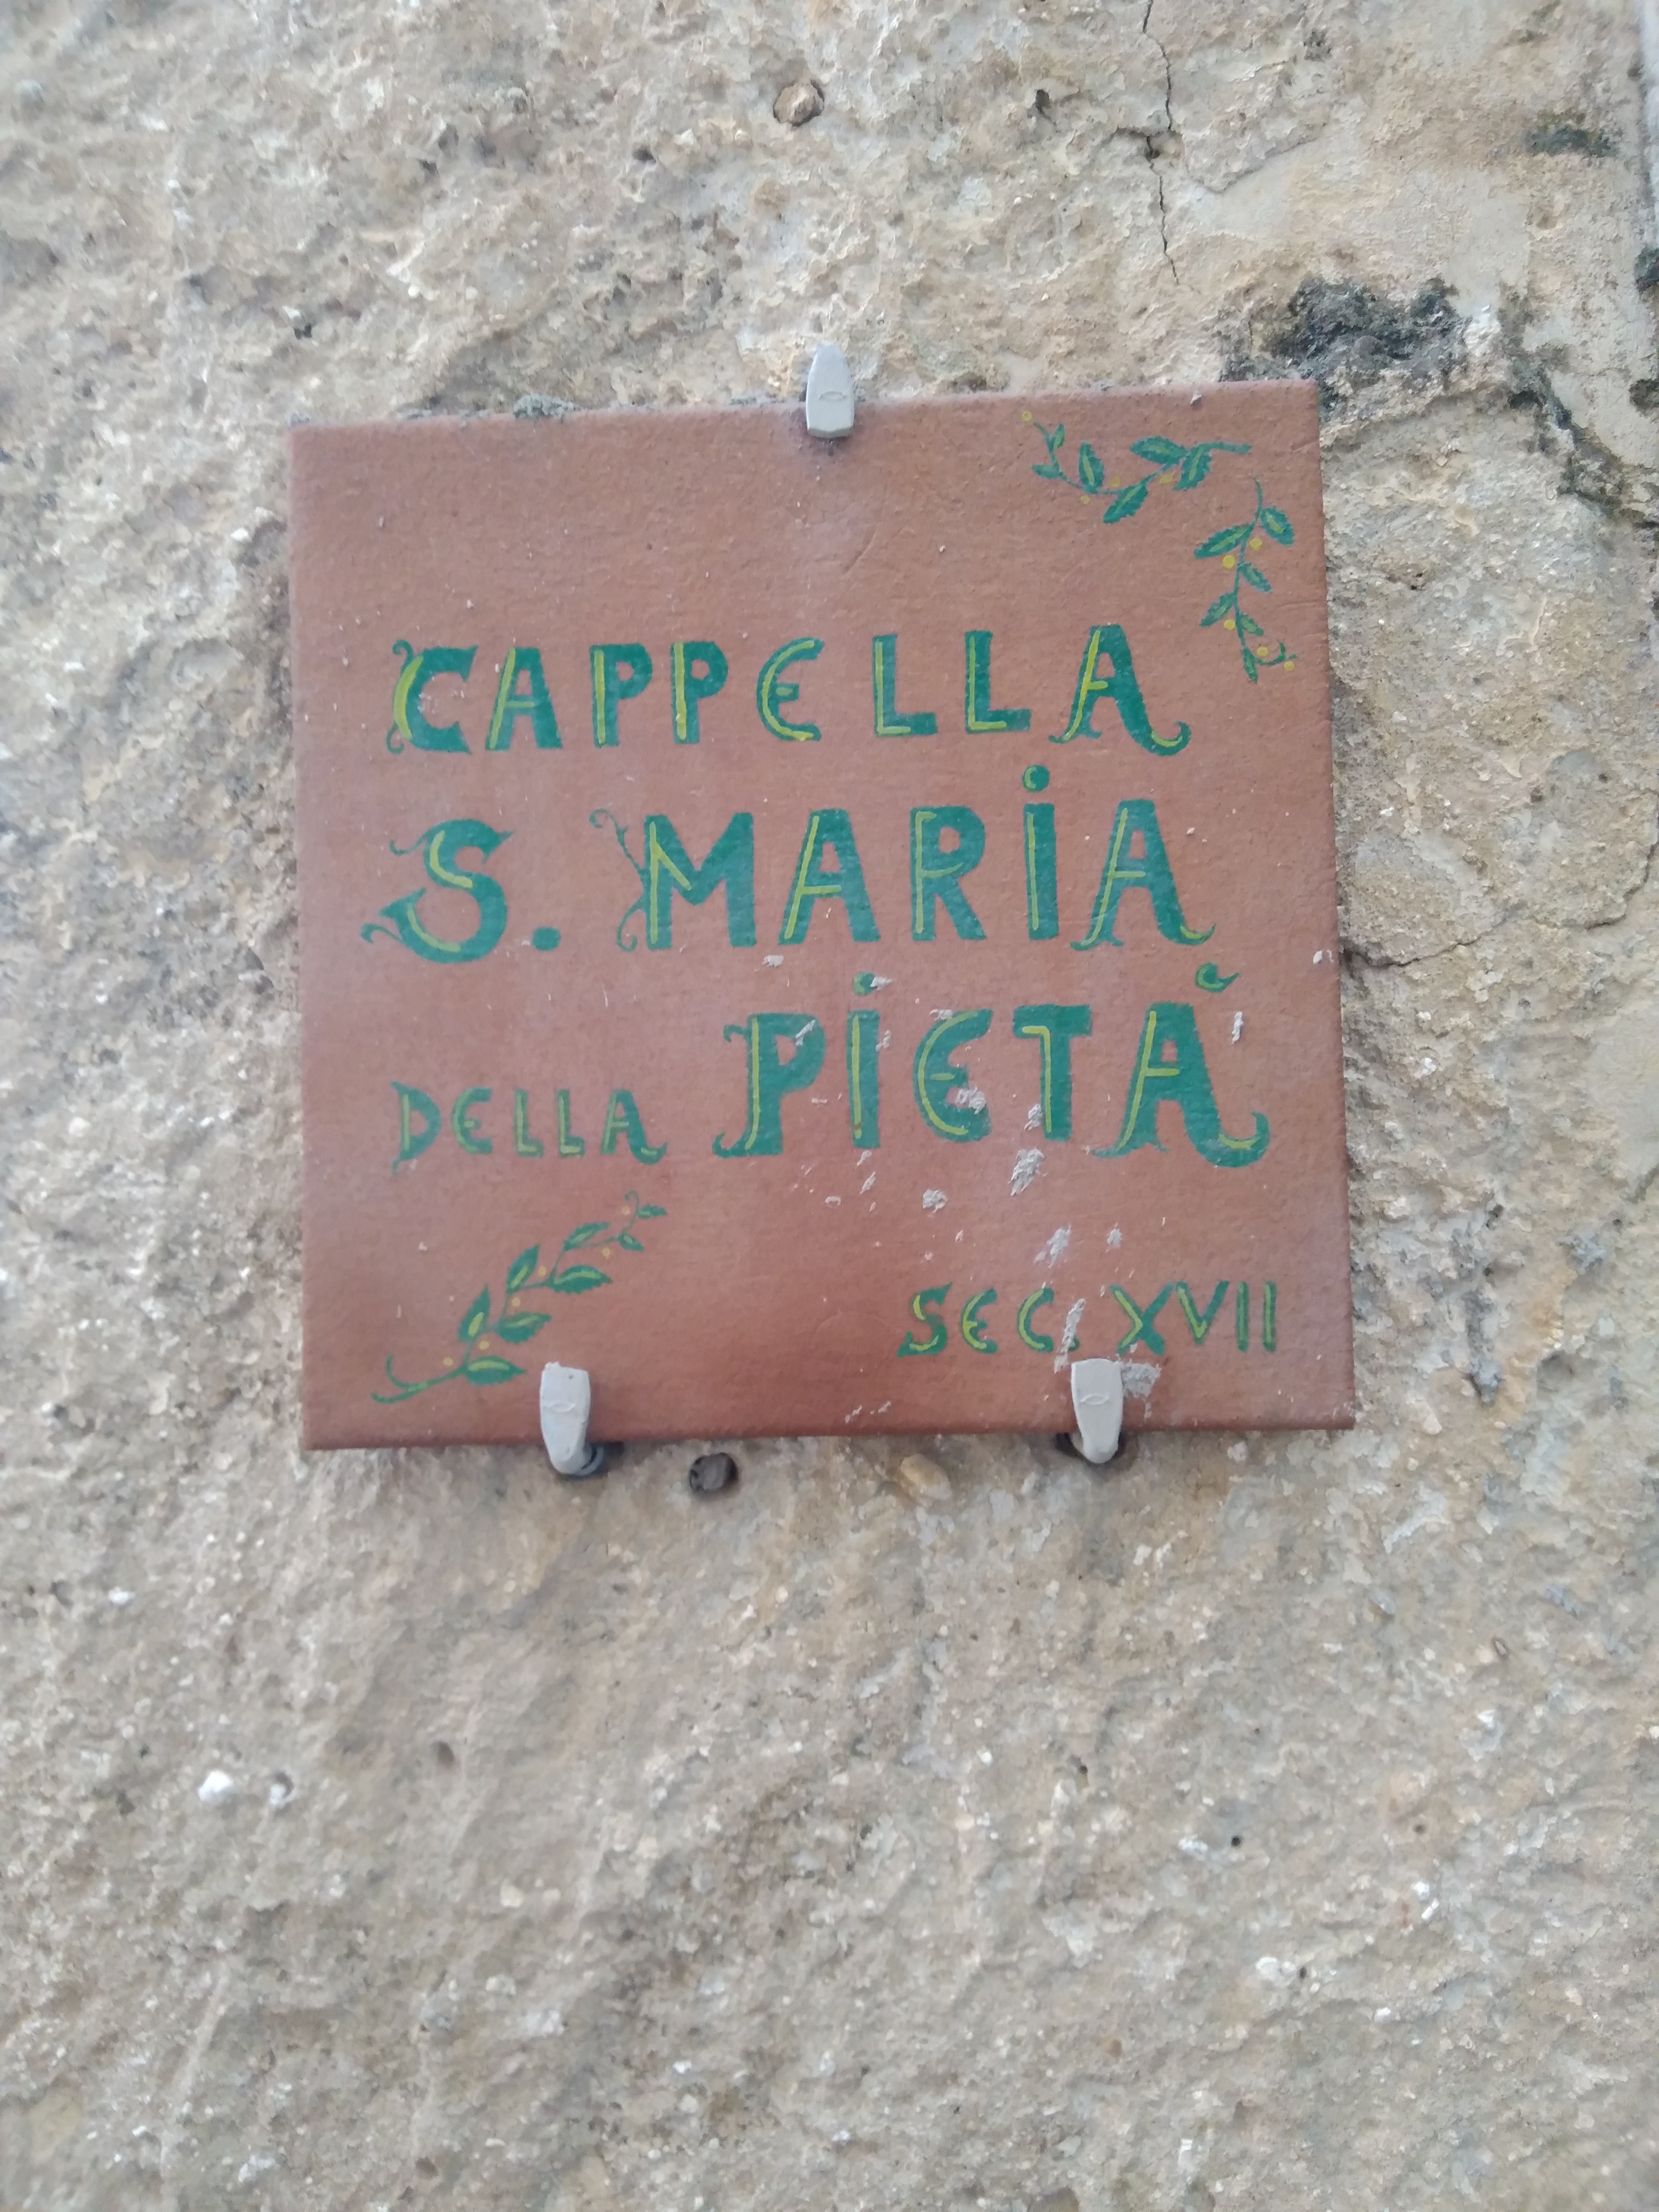 CAPPELLA
S. MARIA
DELLA PIETÀ
SEC. XVII